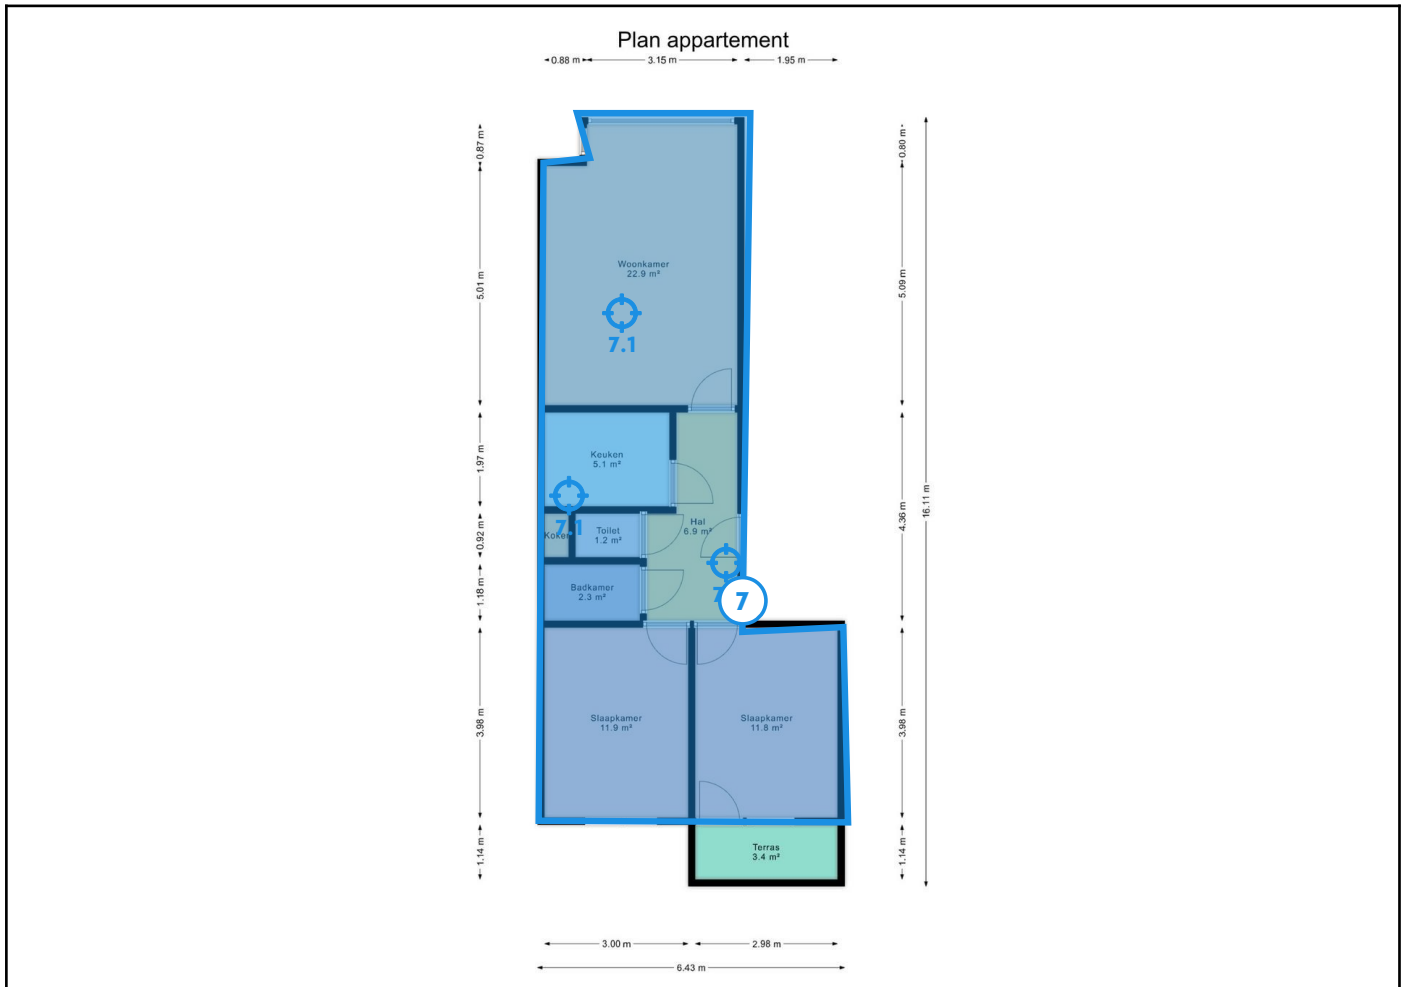 Plan appartement
0.88 m
3.15 m
1.95 m
0.87 m
0.80 m
5.01 m
5.09 m
Woonkamer
22.9 m²
7.1
1.97 m
Keuken
5.1 m²
4.36 m
16.11 m
7.1
Koker
0.92 m
Toilet
1.2 m²
Hal
6.9 m²
1.18 m
Badkamer
2.3 m²
7
3.98 m
Slaapkamer
11.9 m²
Slaapkamer
11.8 m²
3.98 m
1.14 m
Terras
3.4 m²
1.14 m
3.00 m
2.98 m
6.43 m